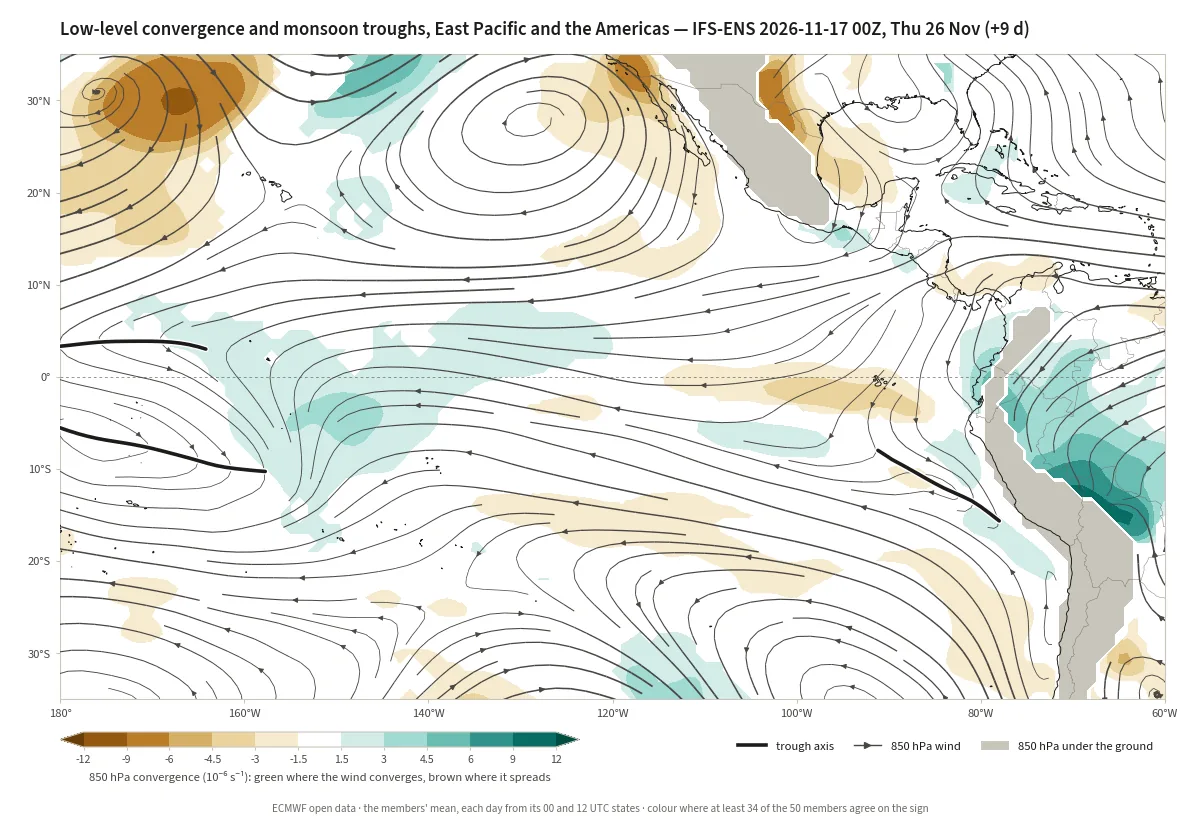 Low-level convergence and monsoon troughs, East Pacific and the Americas — IFS-ENS 2026-11-17 00Z, Thu 26 Nov (+9 d)
30°N
20°N
10°N
0°
10°S
20°S
30°S
180° 160°W 140°W 120°W 100°W 80°W 60°W
-12 -9 -6 -4.5 -3 -1.5 1.5 3 4.5 6 9 12
850 hPa convergence (10⁻⁶ s⁻¹): green where the wind converges, brown where it spreads
trough axis 850 hPa wind 850 hPa under the ground
ECMWF open data · the members' mean, each day from its 00 and 12 UTC states · colour where at least 34 of the 50 members agree on the sign